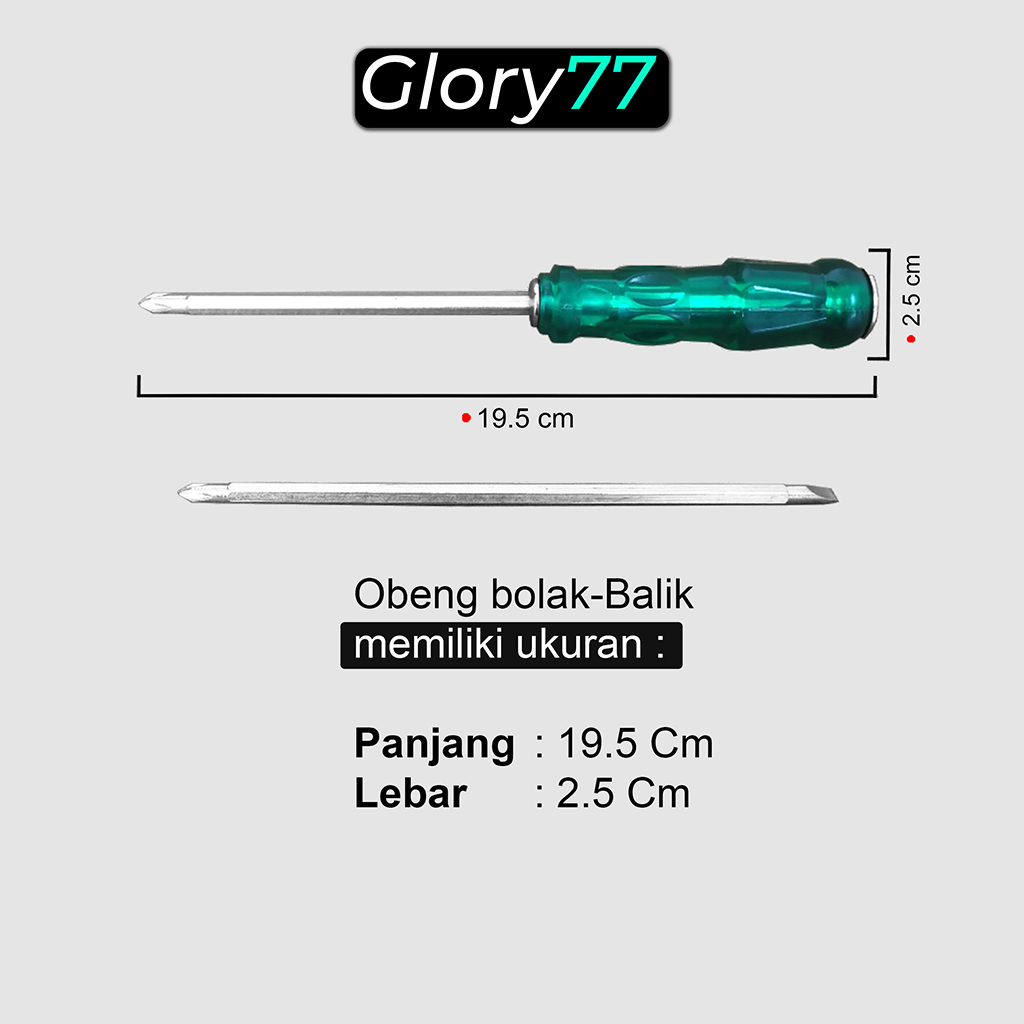 Glory77
2.5 cm
19.5 cm
Obeng bolak-Balik
memiliki ukuran :
Panjang : 19.5 Cm
Lebar : 2.5 Cm